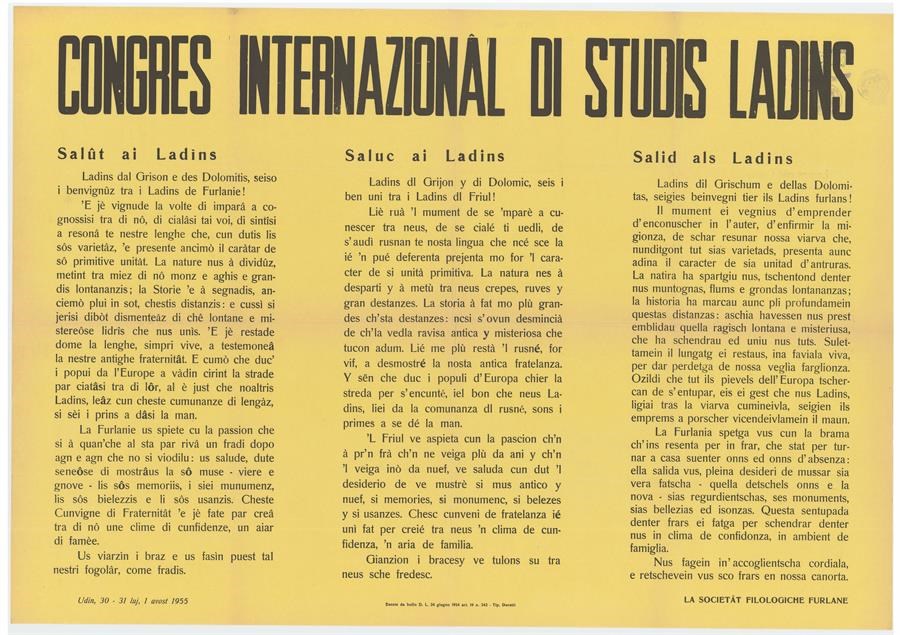 CONGRES INTERNAZIONÂL DI STUDIS LADINS
Salût ai Ladins
Ladins dal Grison e des Dolomitis, seiso
i benvignûz tra i Ladins de Furlanie!
'E jè vignude la volte di imparâ a co-
gnossisi tra di nô, di cialâsi tai voi, di sintîsi
a resonâ te nestre lenghe che, cun dutis lis
sôs varietâz, 'e presente ancimò il caràtar de
sô primitive unitât. La nature nus à dividûz,
metint tra miez di nô monz e aghis e gran-
dis lontananzis; la Storie 'e à segnadis, an-
ciemò plui in sot, chestis distanzis: e cussì si
jerisi dibòt dismenteâz di chê lontane e mi-
stereôse lidrîs che nus unìs. 'E jè restade
dome la lenghe, simpri vive, a testemoneâ
la nestre antighe fraternitât. E cumò che duc'
i popui da l'Europe a vàdin cirint la strade
par ciatâsi tra di lôr, al è just che noaltris
Ladins, leâz cun cheste cumunanze di lengàz,
si sèi i prins a dâsi la man.
La Furlanie us spiete cu la passion che
si à quan'che al sta par rivâ un fradi dopo
agn e agn che no si viodilu: us salude, dute
seneôse di mostrâus la sô muse - viere e
gnove - lis sôs memoriis, i siei munumenz,
lis sôs bielezzis e li sôs usanzis. Cheste
Cunvigne di Fraternitât 'e jè fate par creâ
tra di nô une clime di cunfidenze, un aiar
di famèe.
Us viarzìn i braz e us fasìn puest tal
nestri fogolâr, come fradis.
Saluc ai Ladins
Ladins dl Grijon y di Dolomic, seis i
ben uni tra i Ladins dl Friul!
Liè ruà 'l mument de se 'mparè a cu-
nescer tra neus, de se cialé ti uedli, de
s'audì rusnan te nosta lingua che ncé sce la
ié 'n pué deferenta prejenta mo for 'l cara-
cter de si unità primitiva. La natura nes à
despartì y à metù tra neus crepes, ruves y
gran destanzes. La storia à fat mo plù gran-
des ch'sta destanzes: ncsi s'ovun desmincià
de ch'la vedla ravisa antica y misteriosa che
tucon adum. Lié me plù restà 'l rusné, for
vif, a desmostrè la nosta antica fratelanza.
Y sën che duc i populi d'Europa chier la
streda per s'encunté, iel bon che neus La-
dins, liei da la comunanza dl rusné, sons i
primes a se dé la man.
'L Friul ve aspieta cun la pascion ch'n
à pr'n frà ch'n ne veiga plù da ani y ch'n
'l veiga inò da nuef, ve saluda cun dut 'l
desiderio de ve mustrè si mus antico y
nuef, si memories, si monumenc, si belezes
y si usanzes. Chesc cunveni de fratelanza ié
unì fat per creié tra neus 'n clima de cun-
fidenza, 'n aria de familia.
Gianzion i bracesy ve tulons su tra
neus sche fredesc.
Salid als Ladins
Ladins dil Grischum e dellas Dolomi-
tas, seigies beinvegni tier ils Ladins furlans!
Il mument ei vegnius d'emprender
d'enconuscher in l'auter, d'enfirmir la mi-
gionza, de schar resunar nossa viarva che,
nunditgont tut sias varietads, presenta aunc
adina il caracter de sia unitad d'antruras.
La natira ha spartgiu nus, tschentond denter
nus muntognas, flums e grondas lontananzas;
la historia ha marcau aunc pli profundamein
questas distanzas: aschia havessen nus prest
emblidau quella ragisch lontana e misteriusa,
che ha schendrau ed uniu nus tuts. Sulet-
tamein il lungatg ei restaus, ina faviala viva,
per dar perdetga de nossa veglia farglionza.
Ozildi che tut ils pievels dell'Europa tscher-
can de s'entupar, eis ei gest che nus Ladins,
ligiai tras la viarva cumineivla, seigien ils
emprems a porscher vicendeivlamein il maun.
La Furlania spetga vus cun la brama
ch'ins resenta per in frar, che stat per tur-
nar a casa suenter onns ed onns d'absenza:
ella salida vus, pleina desideri de mussar sia
vera fatscha - quella detschels onns e la
nova - sias regurdientschas, ses monuments,
sias bellezias ed isonzas. Questa sentupada
denter frars ei fatga per schendrar denter
nus in clima de confidonza, in ambient de
famiglia.
Nus fagein in'accoglientscha cordiala,
e retschevein vus sco frars en nossa canorta.
Udin, 30 - 31 luj, 1 avost 1955
Esente da bollo D. L. 26 giugno 1954 art. 19 n. 342 - Tip. Doretti
LA SOCIETÂT FILOLOGICHE FURLANE